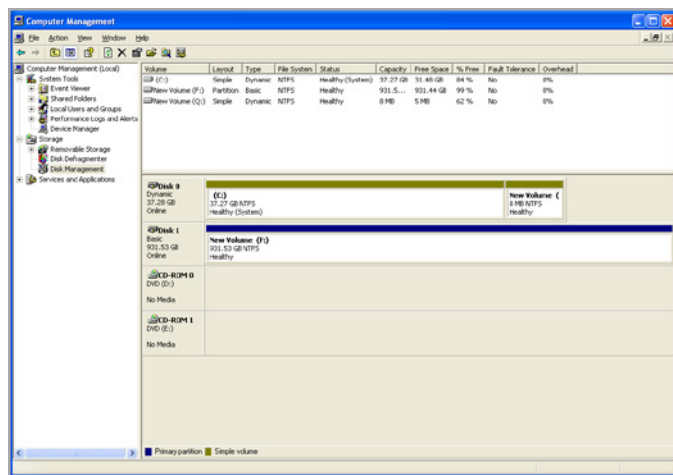 Computer Management
File Action View Window Help
Computer Management (Local)
System Tools
Event Viewer
Shared Folders
Local Users and Groups
Performance Logs and Alerts
Device Manager
Storage
Removable Storage
Disk Defragmenter
Disk Management
Services and Applications
Volume Layout Type File System Status Capacity Free Space % Free Fault Tolerance Overhead
(C:) Simple Dynamic NTFS Healthy (System) 37.27 GB 31.48 GB 84 % No 0%
New Volume (F:) Partition Basic NTFS Healthy 931.5... 931.44 GB 99 % No 0%
New Volume (Q:) Simple Dynamic NTFS Healthy 8 MB 5 MB 62 % No 0%
Disk 0
Dynamic
37.28 GB
Online
(C:)
37.27 GB NTFS
Healthy (System)
New Volume (
8 MB NTFS
Healthy
Disk 1
Basic
931.53 GB
Online
New Volume (F:)
931.53 GB NTFS
Healthy
CD-ROM 0
DVD (D:)
No Media
CD-ROM 1
DVD (E:)
No Media
Primary partition Simple volume